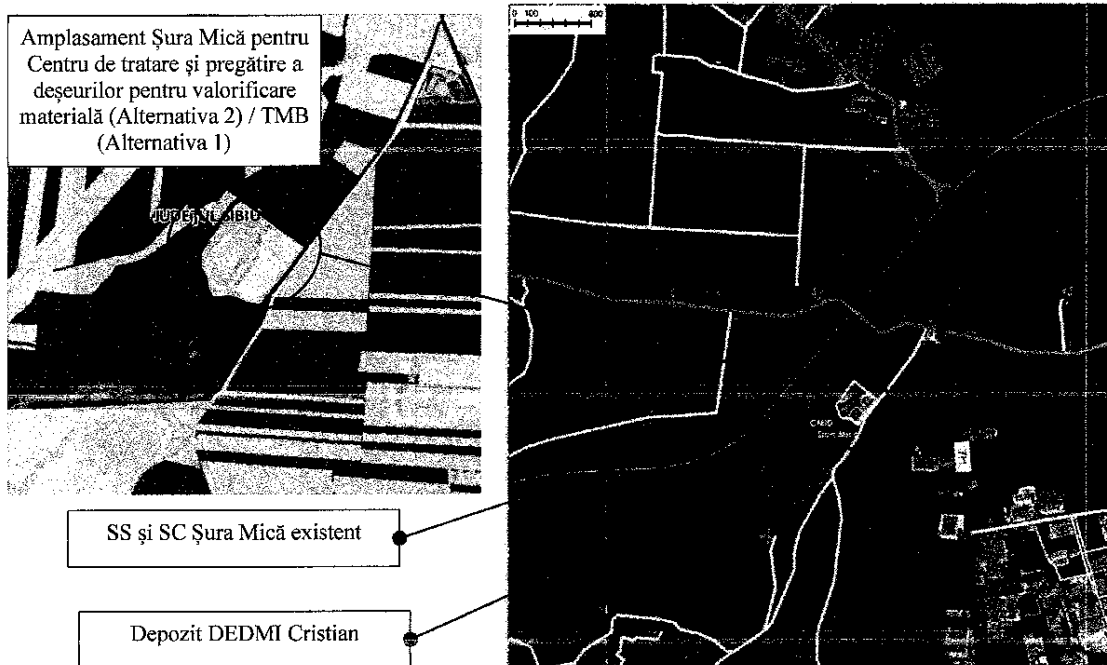 Amplasament Șura Mică pentru
Centru de tratare și pregătire a
deșeurilor pentru valorificare
materială (Alternativa 2) / TMB
(Alternativa 1)
JUDEȚUL SIBIU
0 100
SS și SC Șura Mică existent
Depozit DEDMI Cristian